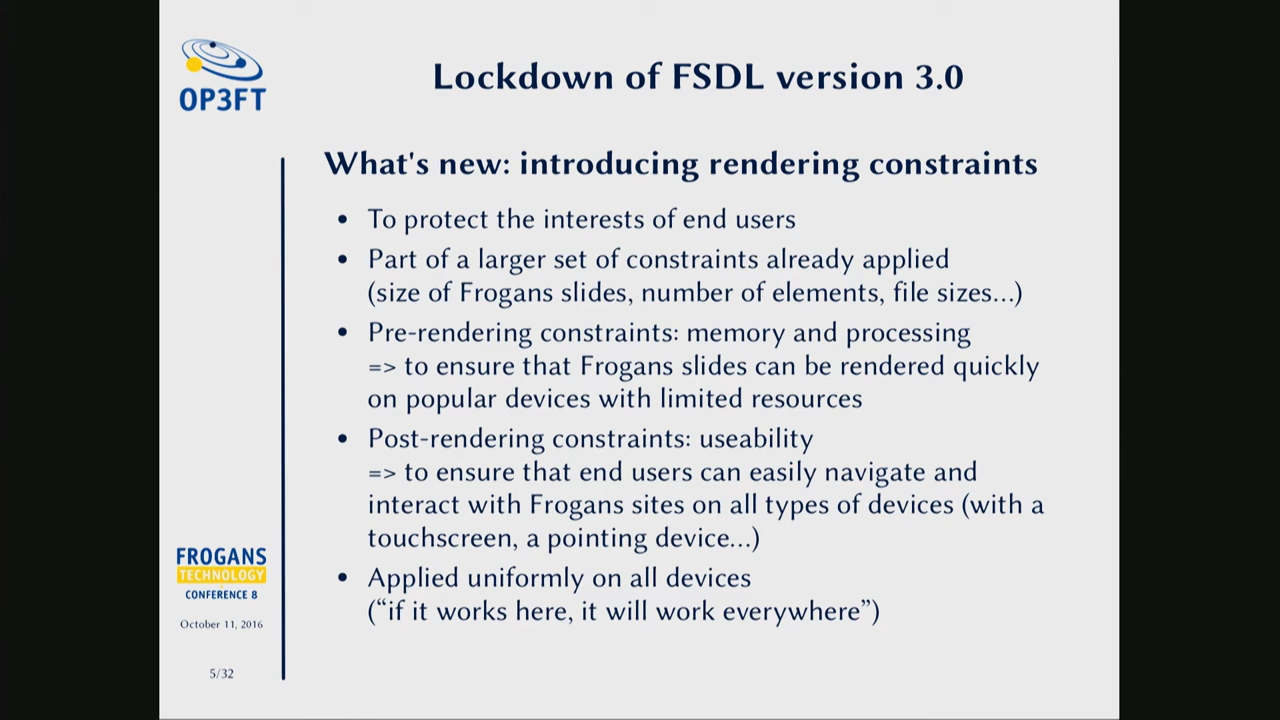 OP3FT
Lockdown of FSDL version 3.0
What's new: introducing rendering constraints
• To protect the interests of end users
• Part of a larger set of constraints already applied
(size of Frogans slides, number of elements, file sizes...)
• Pre-rendering constraints: memory and processing
=> to ensure that Frogans slides can be rendered quickly
on popular devices with limited resources
• Post-rendering constraints: useability
=> to ensure that end users can easily navigate and
interact with Frogans sites on all types of devices (with a
touchscreen, a pointing device...)
• Applied uniformly on all devices
(“if it works here, it will work everywhere”)
FROGANS
TECHNOLOGY
CONFERENCE 8
October 11, 2016
5/32